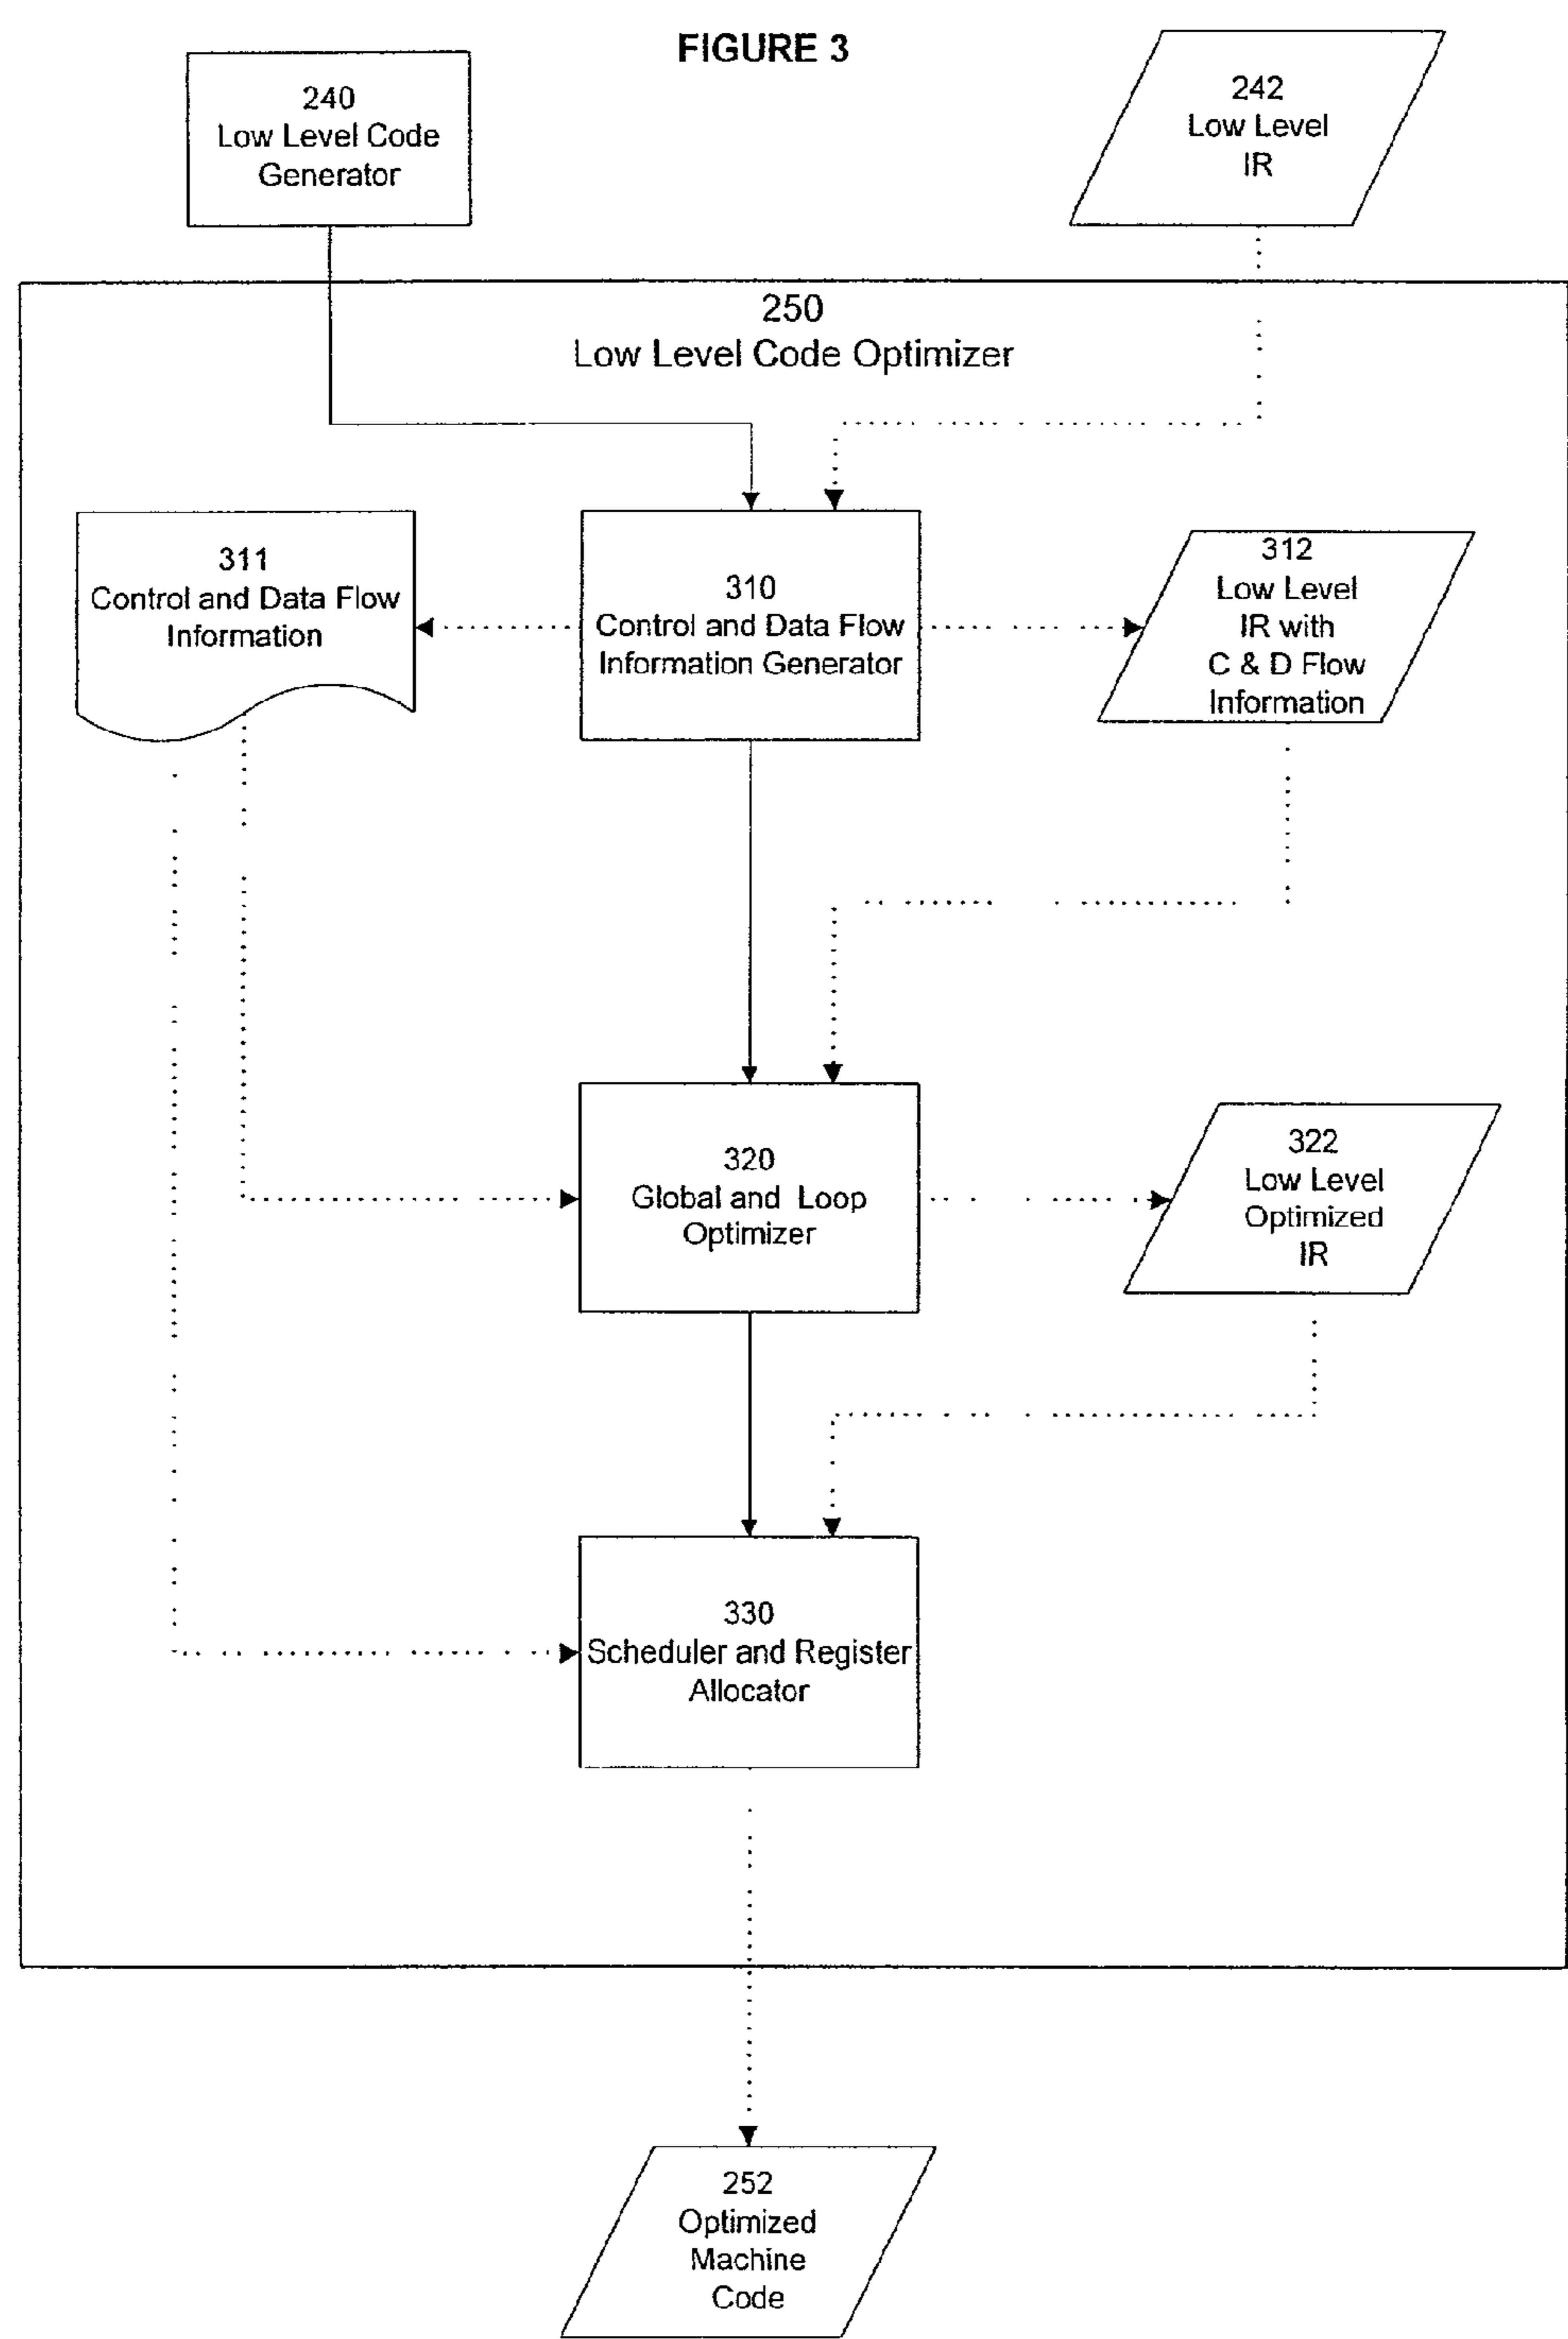 FIGURE 3
240
Low Level Code
Generator
242
Low Level
IR
250
Low Level Code Optimizer
311
Control and Data Flow
Information
310
Control and Data Flow
Information Generator
312
Low Level
IR with
C & D Flow
Information
320
Global and Loop
Optimizer
322
Low Level
Optimized
IR
330
Scheduler and Register
Allocator
252
Optimized
Machine
Code